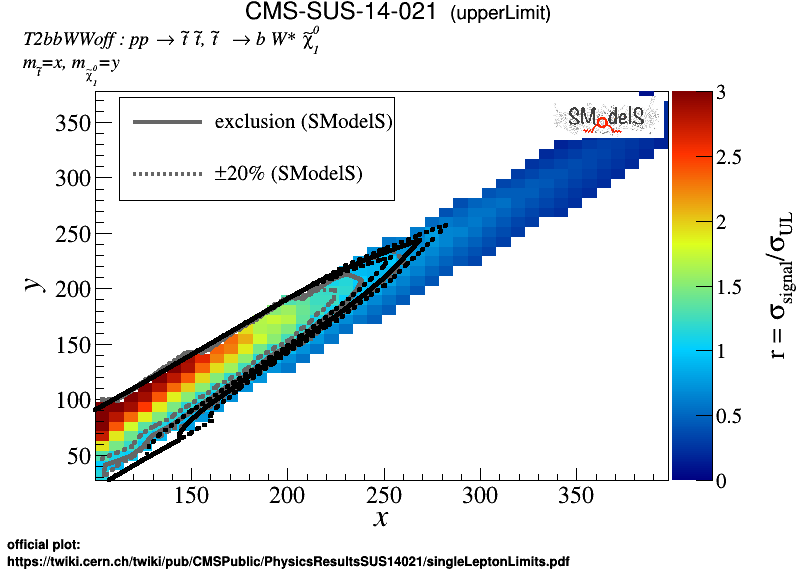 CMS-SUS-14-021 (upperLimit)
T2bbWWoff : pp → t̃ t̃, t̃ → b W* χ̃⁰₁
m_t̃=x, m_χ̃⁰₁=y
exclusion (SModelS)
±20% (SModelS)
SModelS
350
300
250
200
150
100
50
y
150
200
250
300
350
x
3
2.5
2
1.5
1
0.5
0
r = σ_signal/σ_UL
official plot:
https://twiki.cern.ch/twiki/pub/CMSPublic/PhysicsResultsSUS14021/singleLeptonLimits.pdf